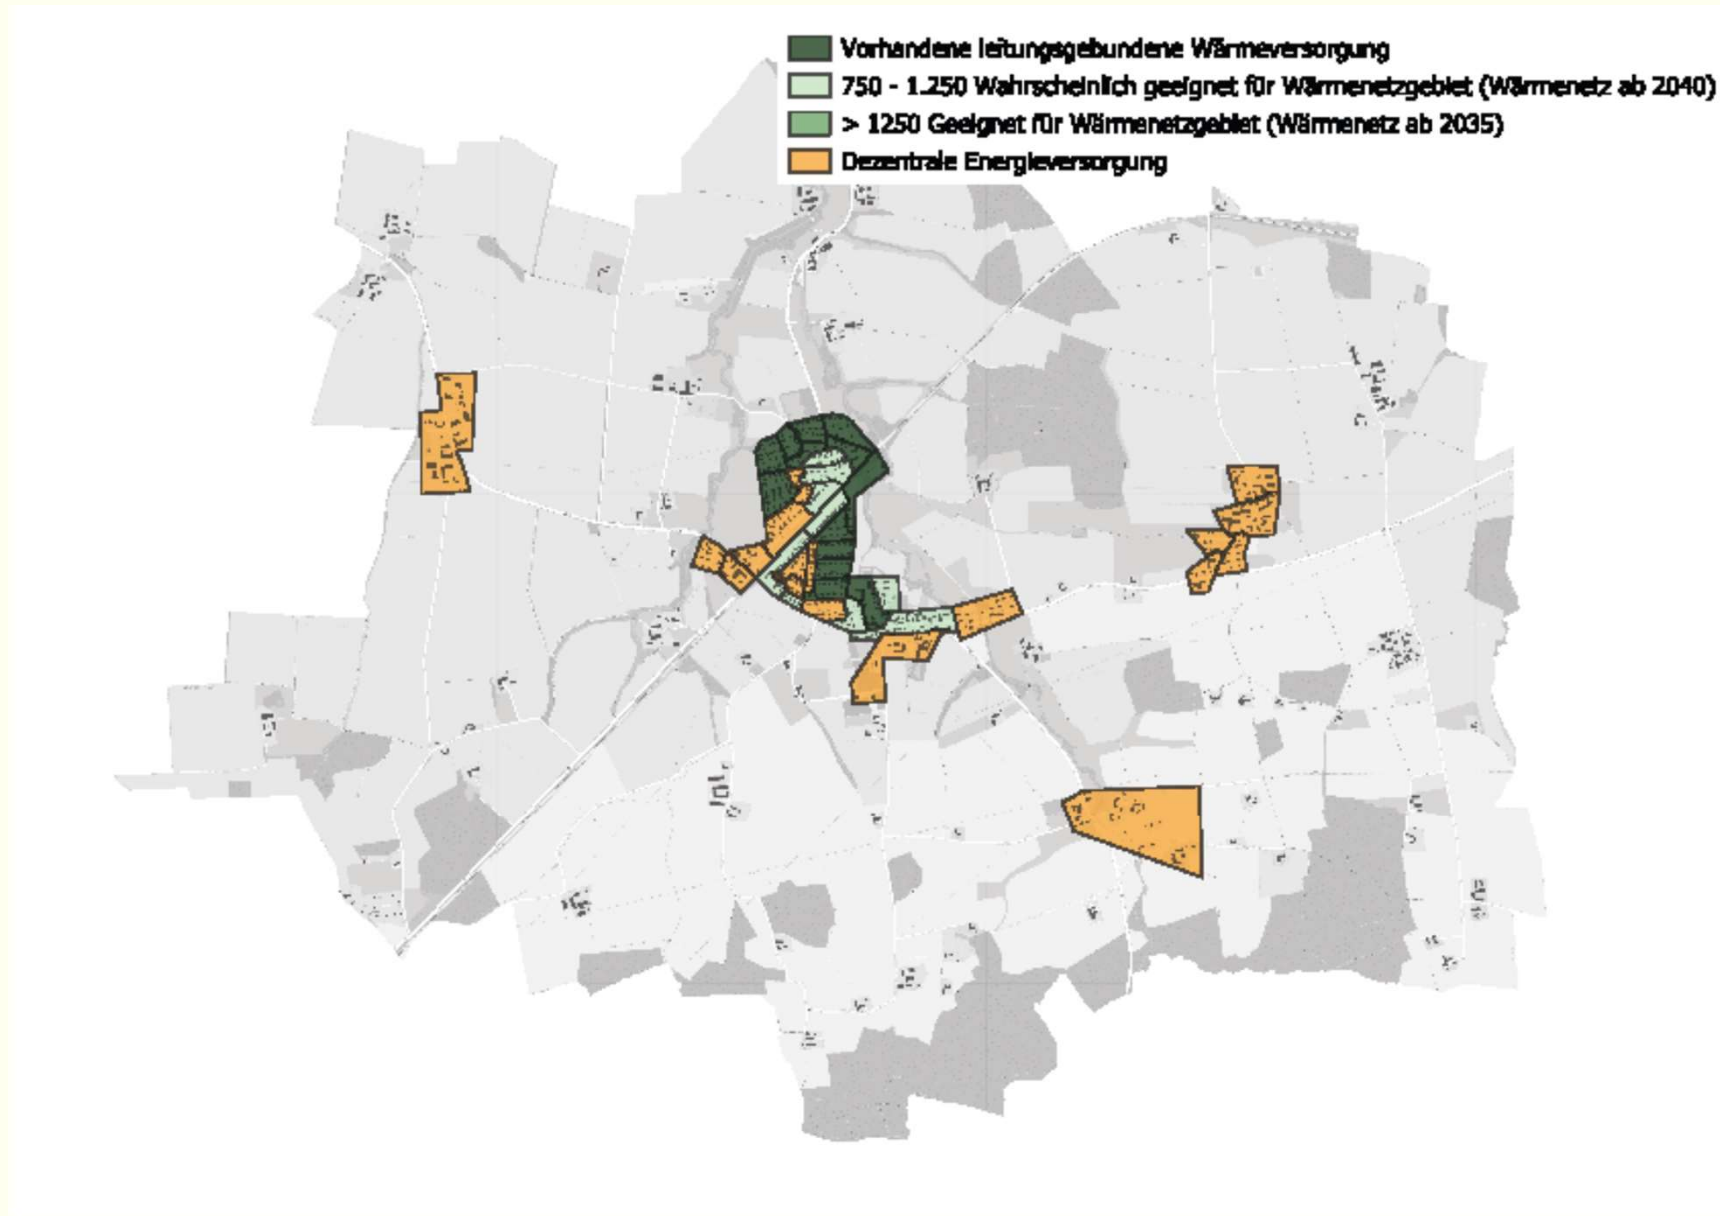 Vorhandene leitungsgebundene Wärmeversorgung
750 - 1.250 Wahrscheinlich geeignet für Wärmenetzgebiet (Wärmenetz ab 2040)
> 1250 Geeignet für Wärmenetzgebiet (Wärmenetz ab 2035)
Dezentrale Energieversorgung